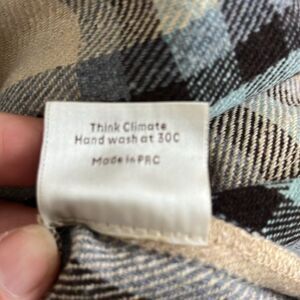 Think Climate
Hand wash at 30C
Made in PRC